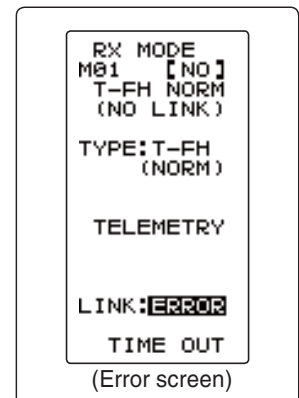 RX MODE
M01 [NO]
T-FH NORM
(NO LINK)
TYPE:T-FH
(NORM)
TELEMETRY
LINK:ERROR
TIME OUT
(Error screen)